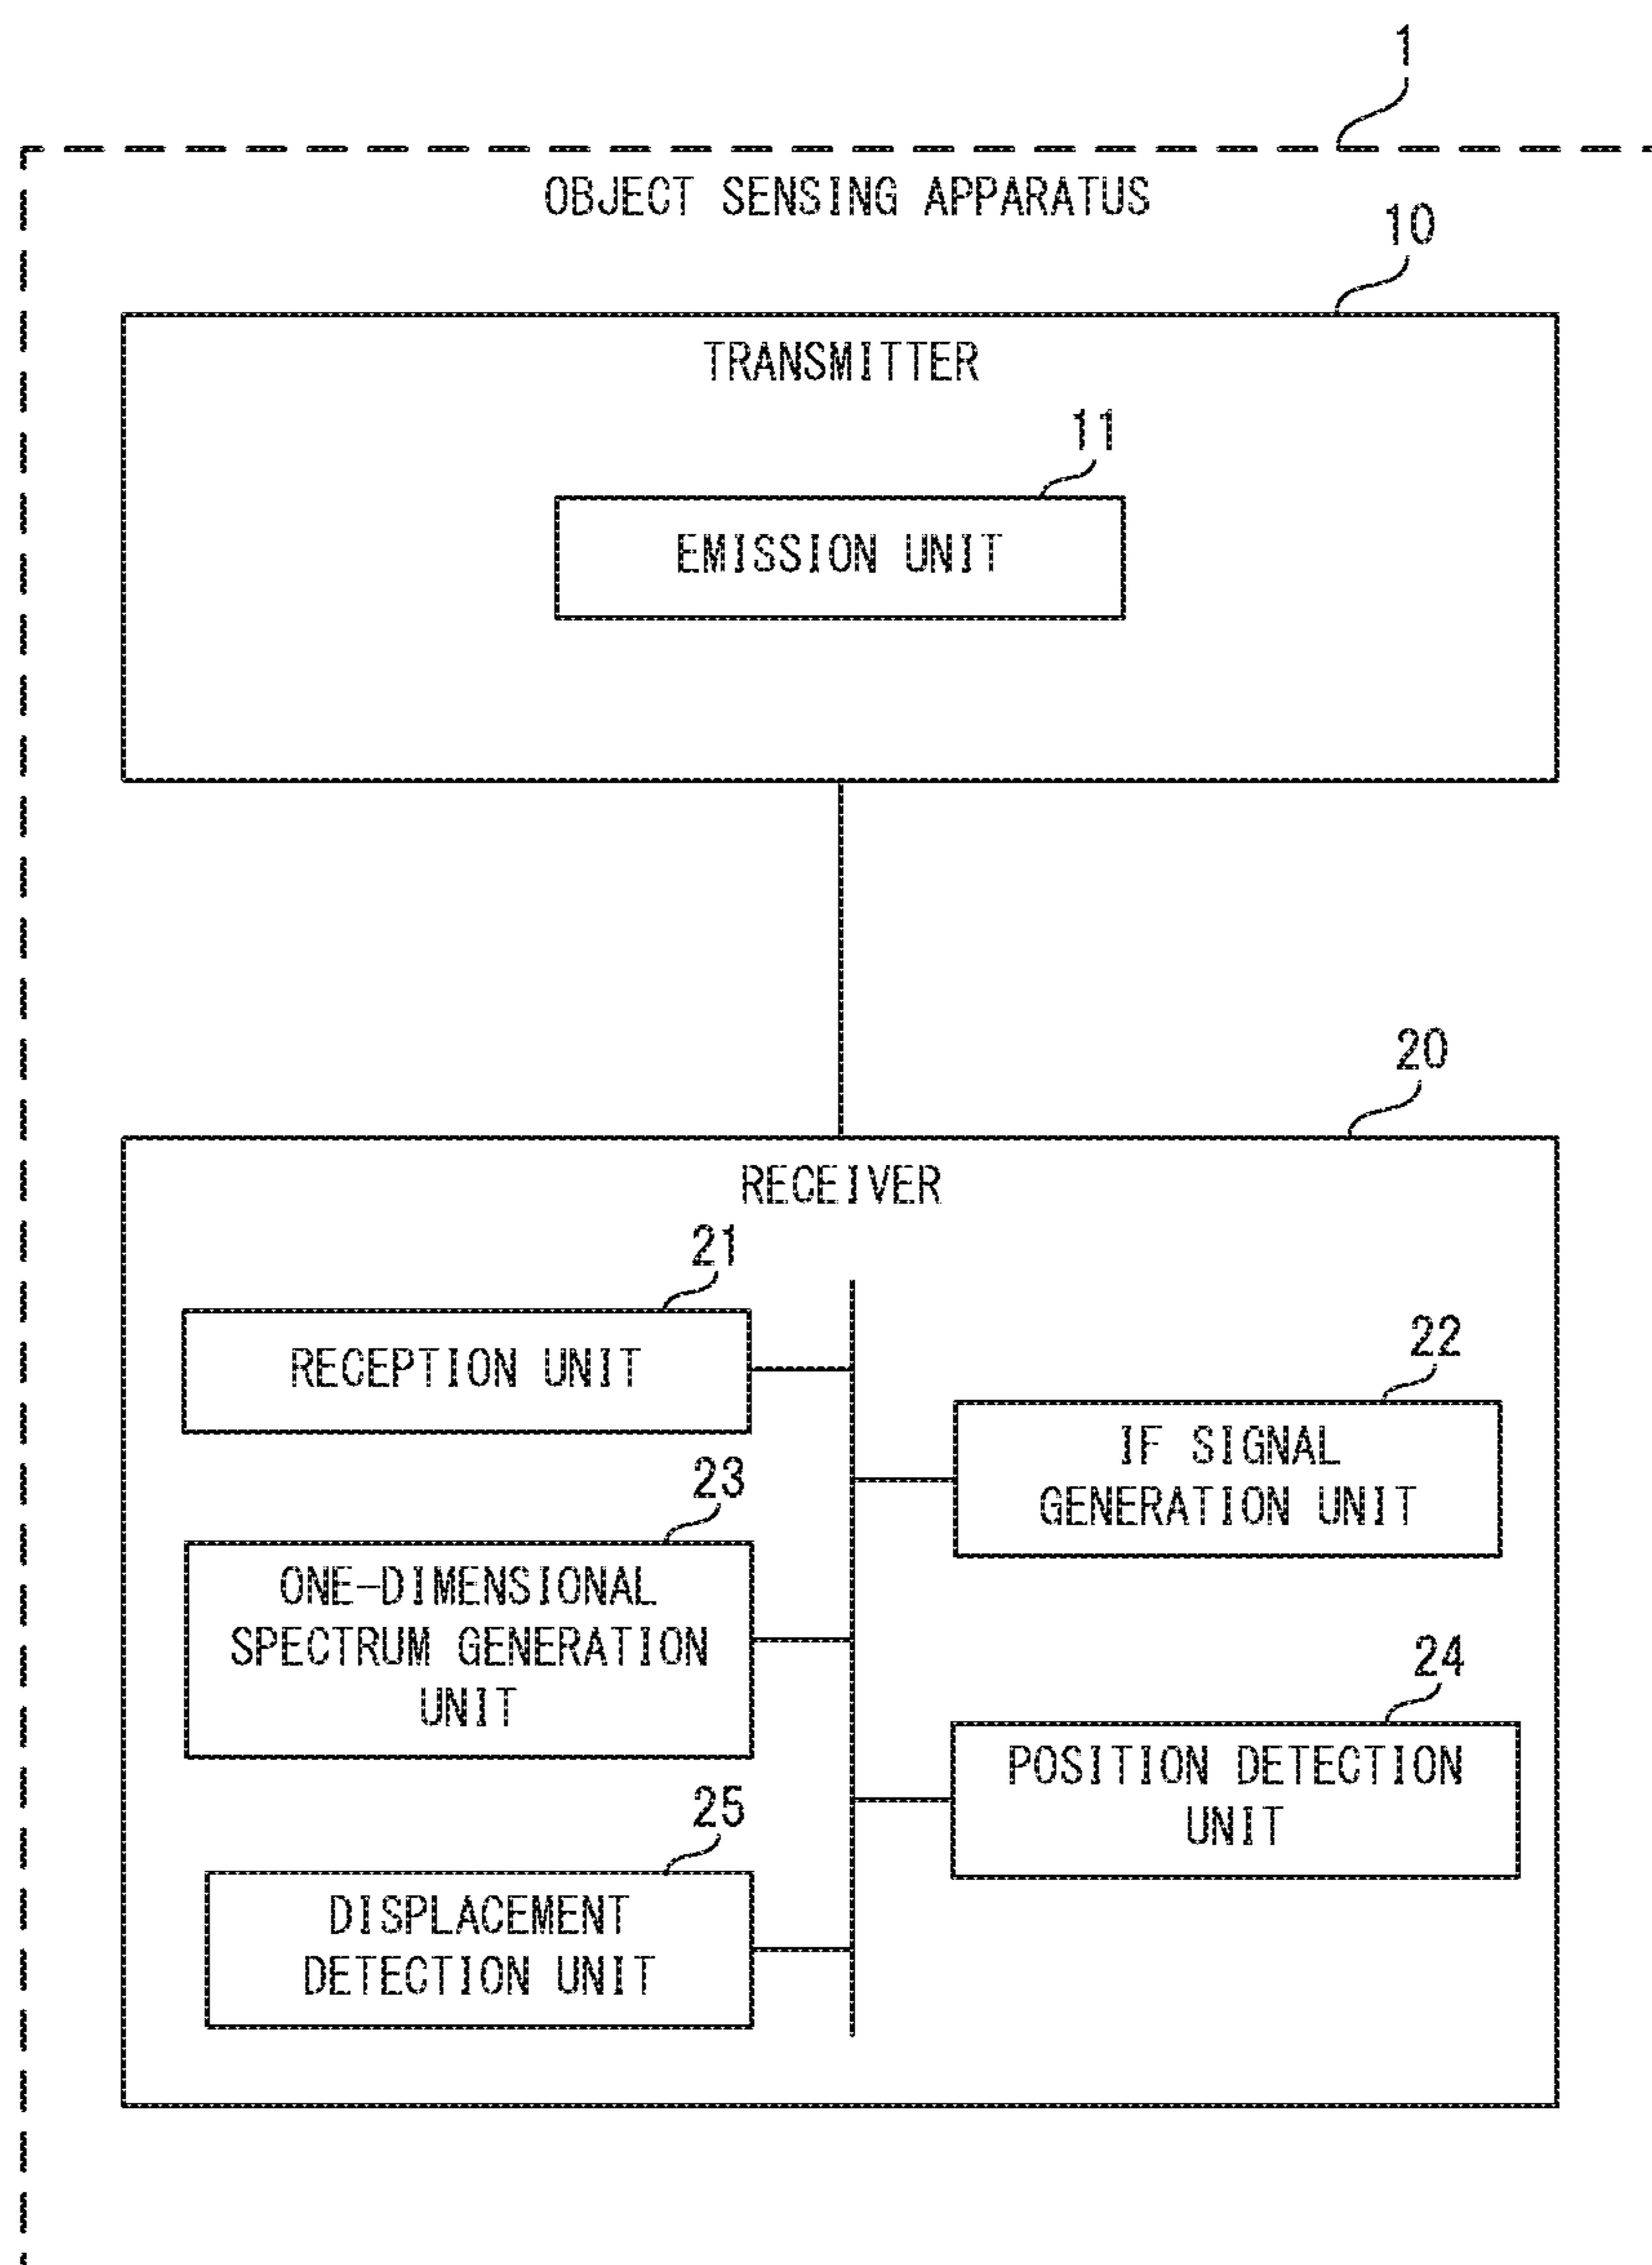 1
OBJECT SENSING APPARATUS
10
TRANSMITTER
11
EMISSION UNIT
20
RECEIVER
21
RECEPTION UNIT
22
IF SIGNAL
GENERATION UNIT
23
ONE-DIMENSIONAL
SPECTRUM GENERATION
UNIT
24
POSITION DETECTION
UNIT
25
DISPLACEMENT
DETECTION UNIT